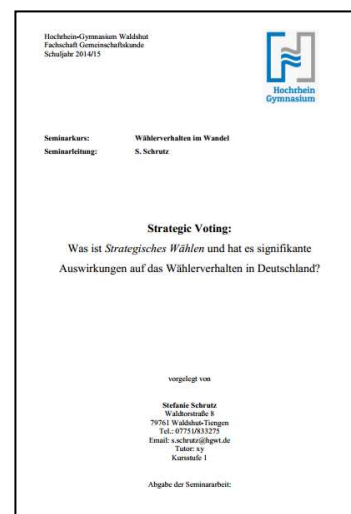 Hochrhein-Gymnasium Waldshut
Fachschaft Gemeinschaftskunde
Schuljahr 2014/15
Hochrhein
Gymnasium
Seminarkurs: Wählerverhalten im Wandel
Seminarleitung: S. Schrutz
Strategic Voting:
Was ist Strategisches Wählen und hat es signifikante
Auswirkungen auf das Wählerverhalten in Deutschland?
vorgelegt von
Stefanie Schrutz
Waldtorstraße 8
79761 Waldshut-Tiengen
Tel.: 07751/833275
Email: s.schrutz@hgwt.de
Tutor: xy
Kursstufe 1
Abgabe der Seminararbeit: